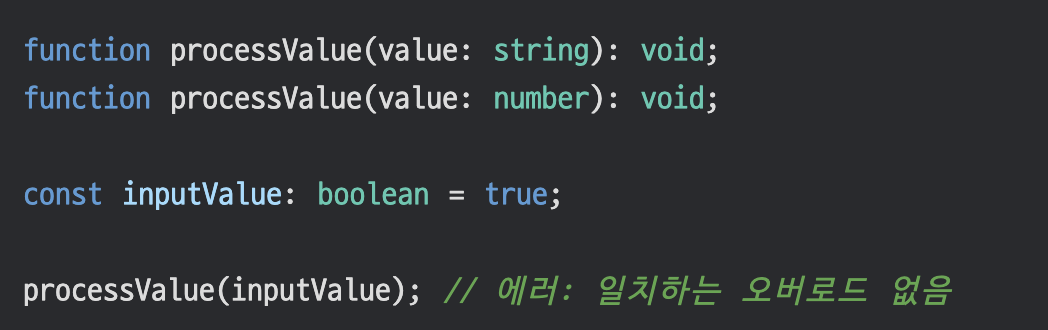 function processValue(value: string): void;
function processValue(value: number): void;
const inputValue: boolean = true;
processValue(inputValue); // 에러: 일치하는 오버로드 없음